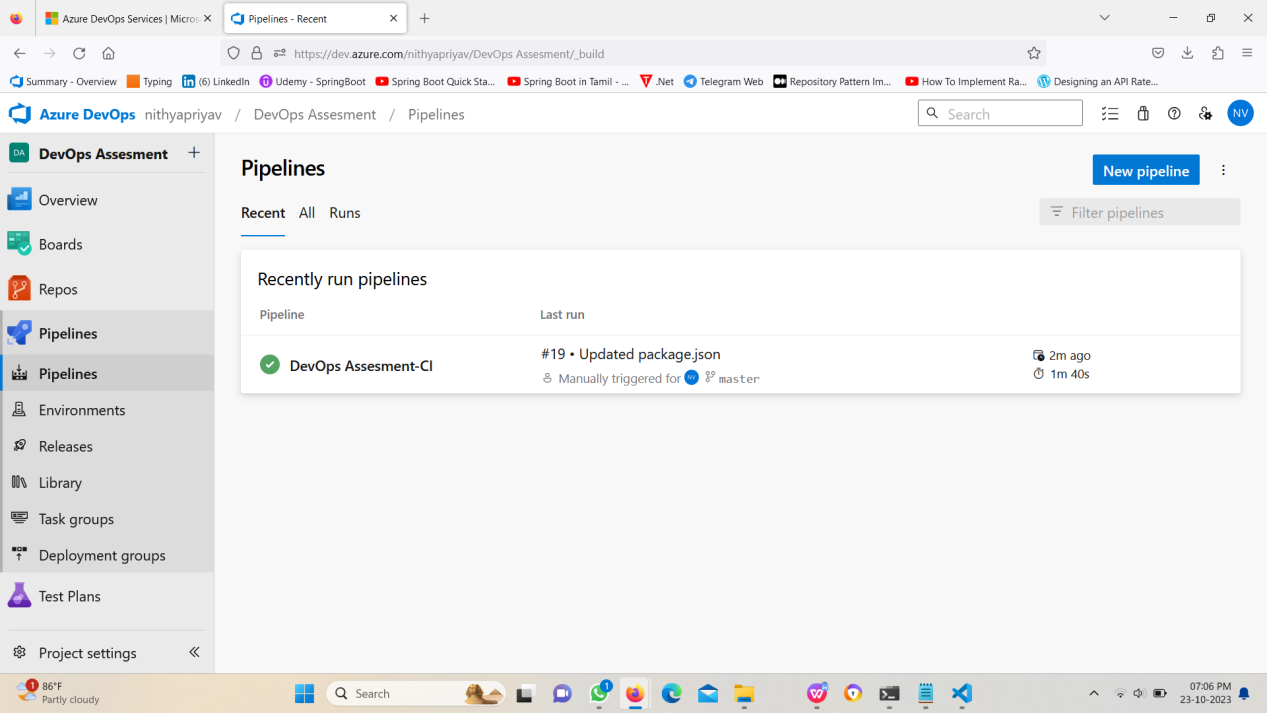 Azure DevOps Services | Micros
Pipelines - Recent
https://dev.azure.com/nithyapriyav/DevOps Assesment/_build
Summary - Overview
Typing
(6) LinkedIn
Udemy - SpringBoot
Spring Boot Quick Sta...
Spring Boot in Tamil - ...
.Net
Telegram Web
Repository Pattern Im...
How To Implement Ra...
Designing an API Rate...
Azure DevOps nithyapriyav / DevOps Assesment / Pipelines
Search
NV
DA DevOps Assesment
Overview
Boards
Repos
Pipelines
Pipelines
Environments
Releases
Library
Task groups
Deployment groups
Test Plans
Project settings
Pipelines
New pipeline
Recent All Runs
Filter pipelines
Recently run pipelines
Pipeline Last run
DevOps Assesment-CI
#19 • Updated package.json
Manually triggered for NV master
2m ago
1m 40s
1
86°F
Partly cloudy
Search
1
07:06 PM
23-10-2023